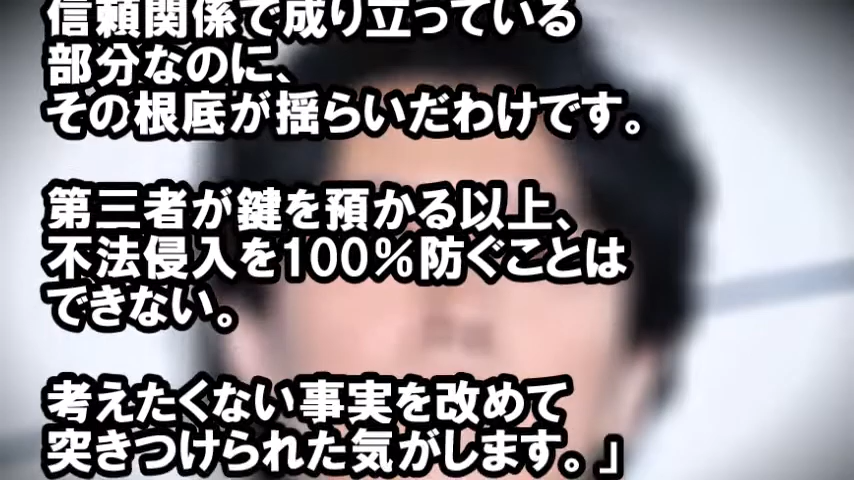 信頼関係で成り立っている
部分なのに、
その根底が揺らいだわけです。
第三者が鍵を預かる以上、
不法侵入を100%防ぐことは
できない。
考えたくない事実を改めて
突きつけられた気がします。」